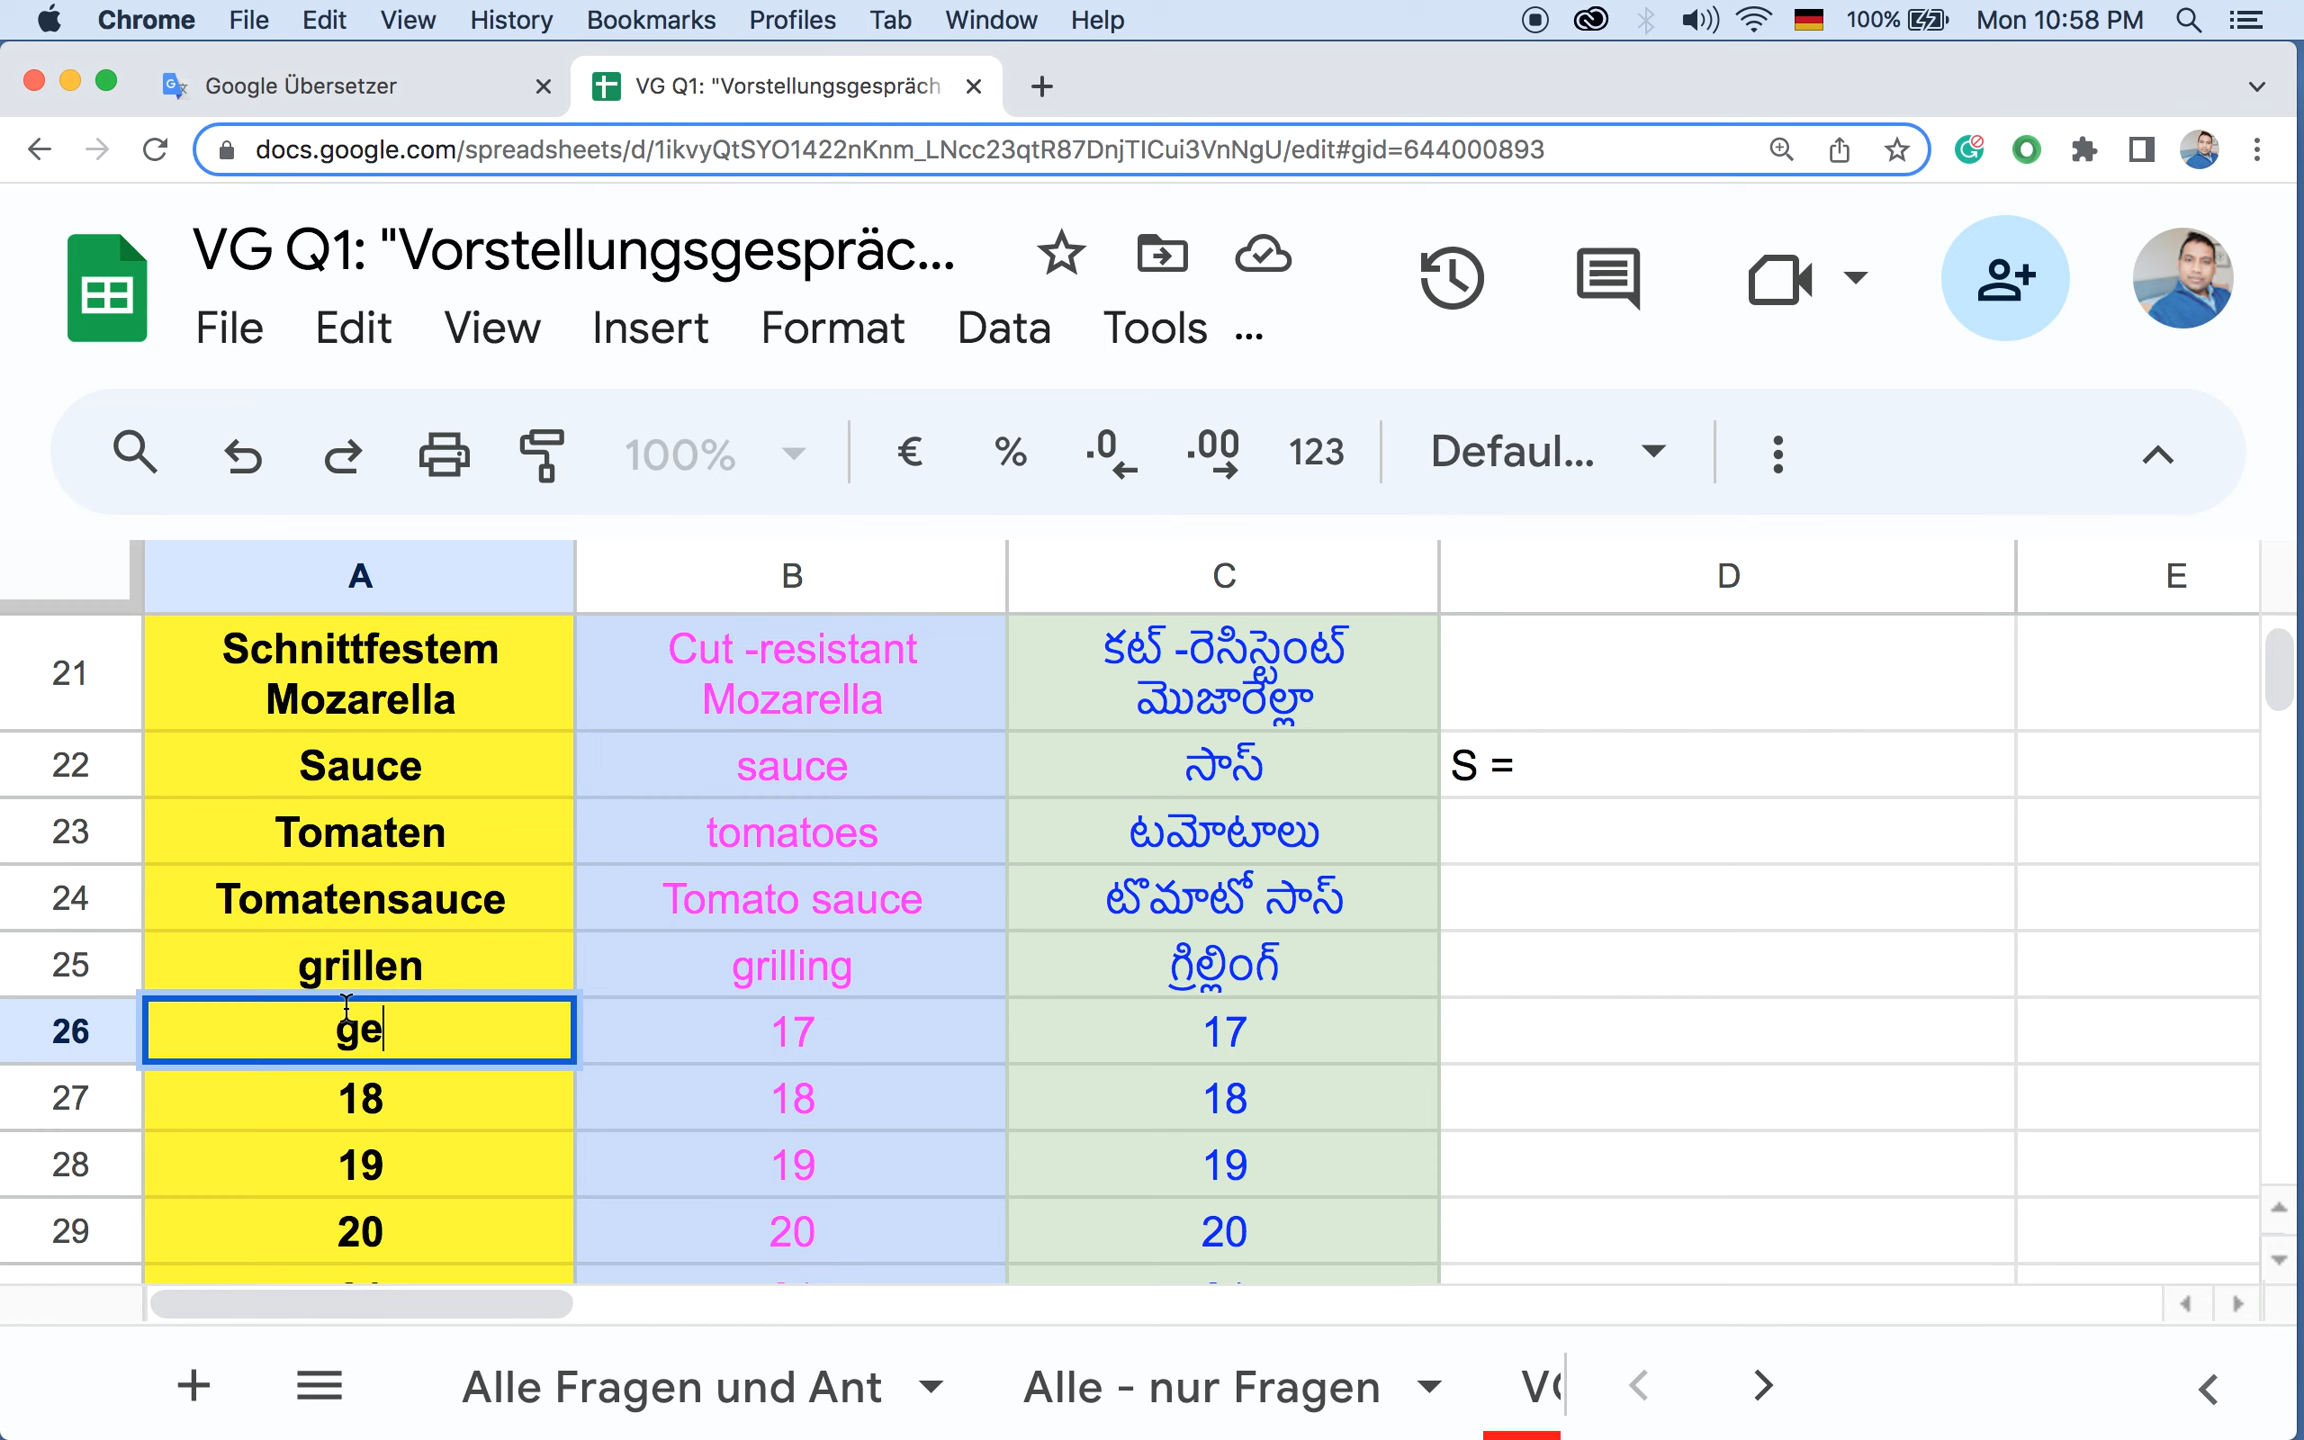 Chrome File Edit View History Bookmarks Profiles Tab Window Help 100% Mon 10:58 PM
Google Übersetzer
VG Q1: "Vorstellungsgespräch
docs.google.com/spreadsheets/d/1ikvyQtSYO1422nKnm_LNcc23qtR87DnjTICui3VnNgU/edit#gid=644000893
VG Q1: "Vorstellungsgespräc...
File Edit View Insert Format Data Tools ...
100% € % .0 .00 123 Defaul...
A B C D E
21 Schnittfestem Mozarella Cut -resistant Mozarella కట్ -రెసిస్టెంట్ మొజారెల్లా
22 Sauce sauce సాస్ S =
23 Tomaten tomatoes టమోటాలు
24 Tomatensauce Tomato sauce టొమాటో సాస్
25 grillen grilling గ్రిల్లింగ్
26 ge 17 17
27 18 18 18
28 19 19 19
29 20 20 20
Alle Fragen und Ant Alle - nur Fragen